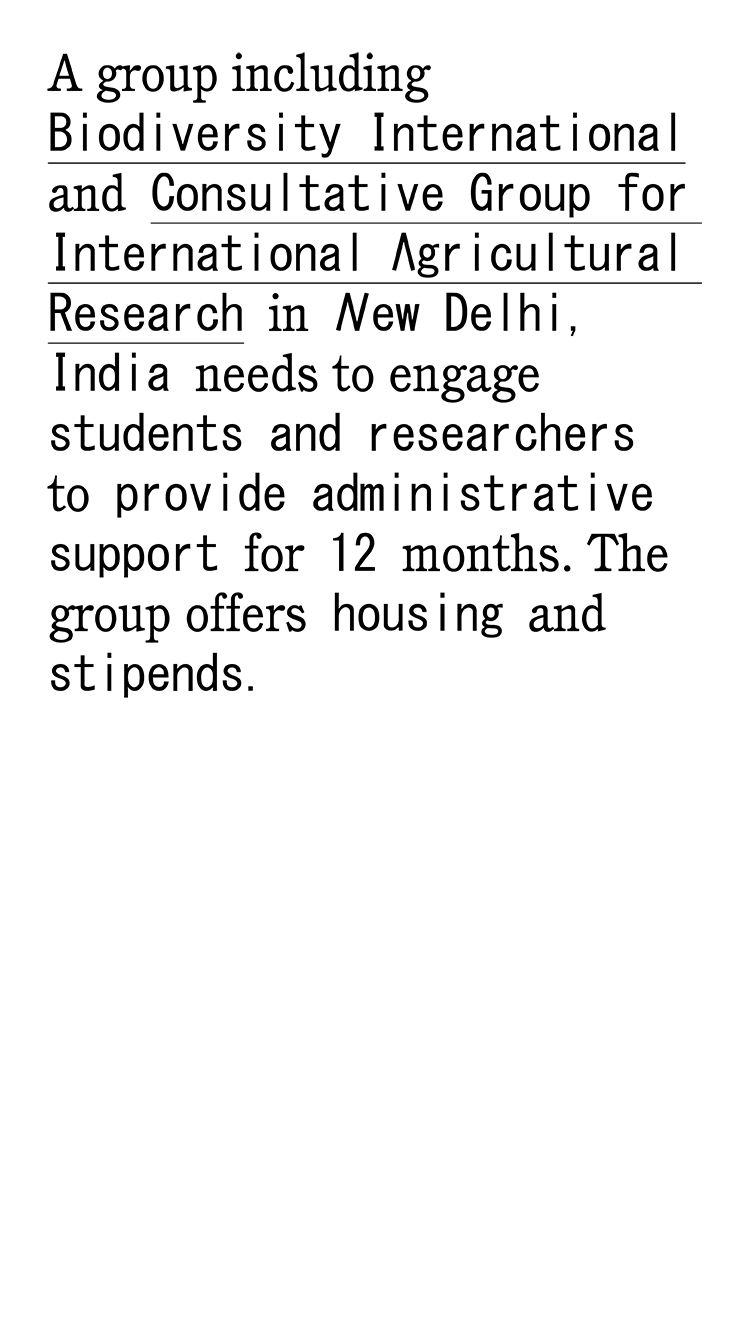 A group including
Biodiversity International
and Consultative Group for
International Agricultural
Research in New Delhi,
India needs to engage
students and researchers
to provide administrative
support for 12 months. The
group offers housing and
stipends.